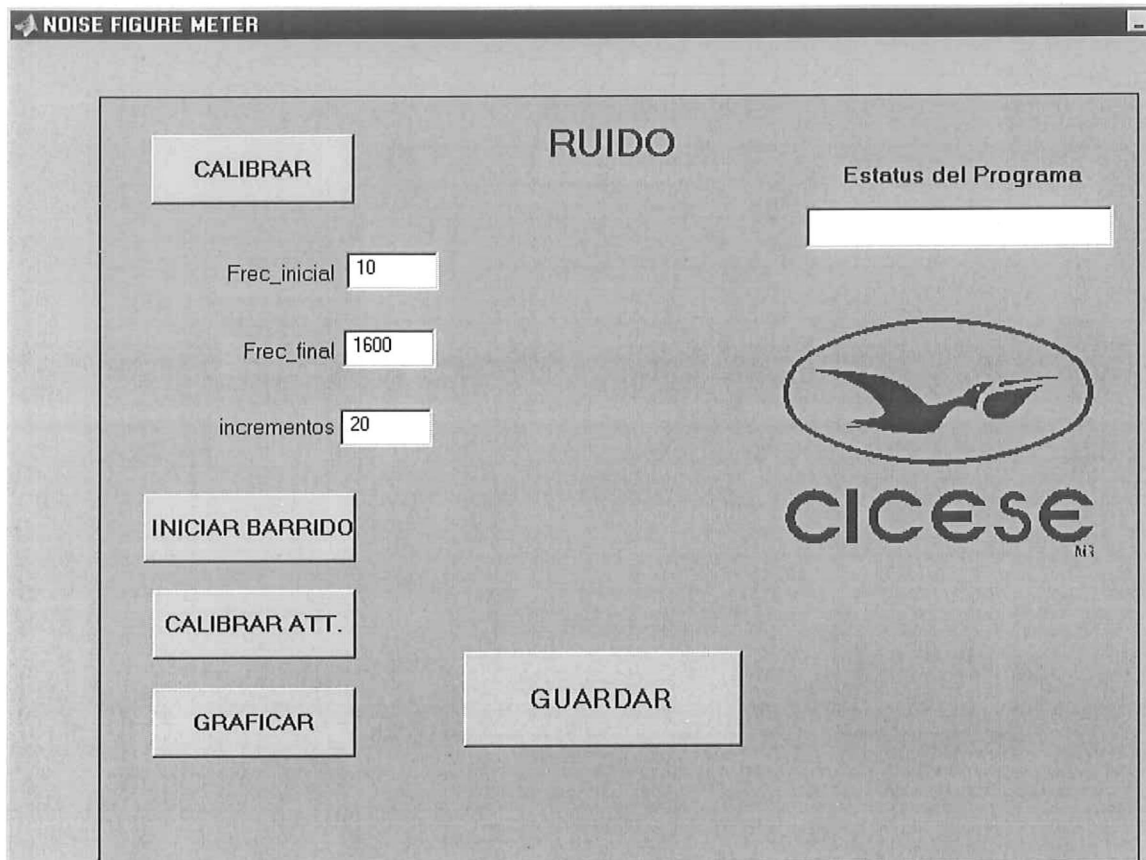 NOISE FIGURE METER
RUIDO
CALIBRAR
Estatus del Programa
Frec_inicial 10
Frec_final 1600
incrementos 20
INICIAR BARRIDO
CICESE
MR
CALIBRAR ATT.
GUARDAR
GRAFICAR